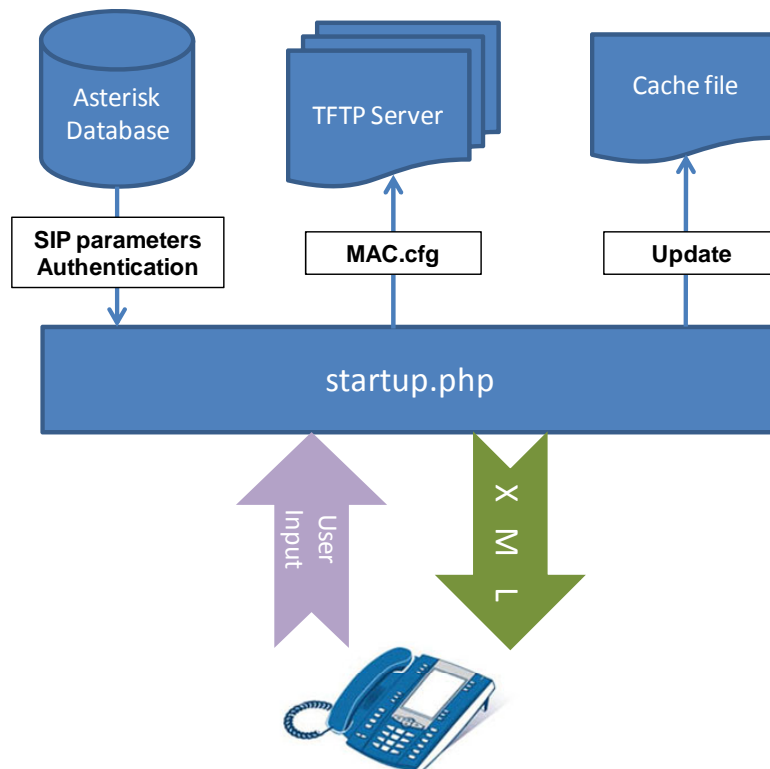 Asterisk
Database
TFTP Server
Cache file
SIP parameters
Authentication
MAC.cfg
Update
startup.php
User
Input
X M L